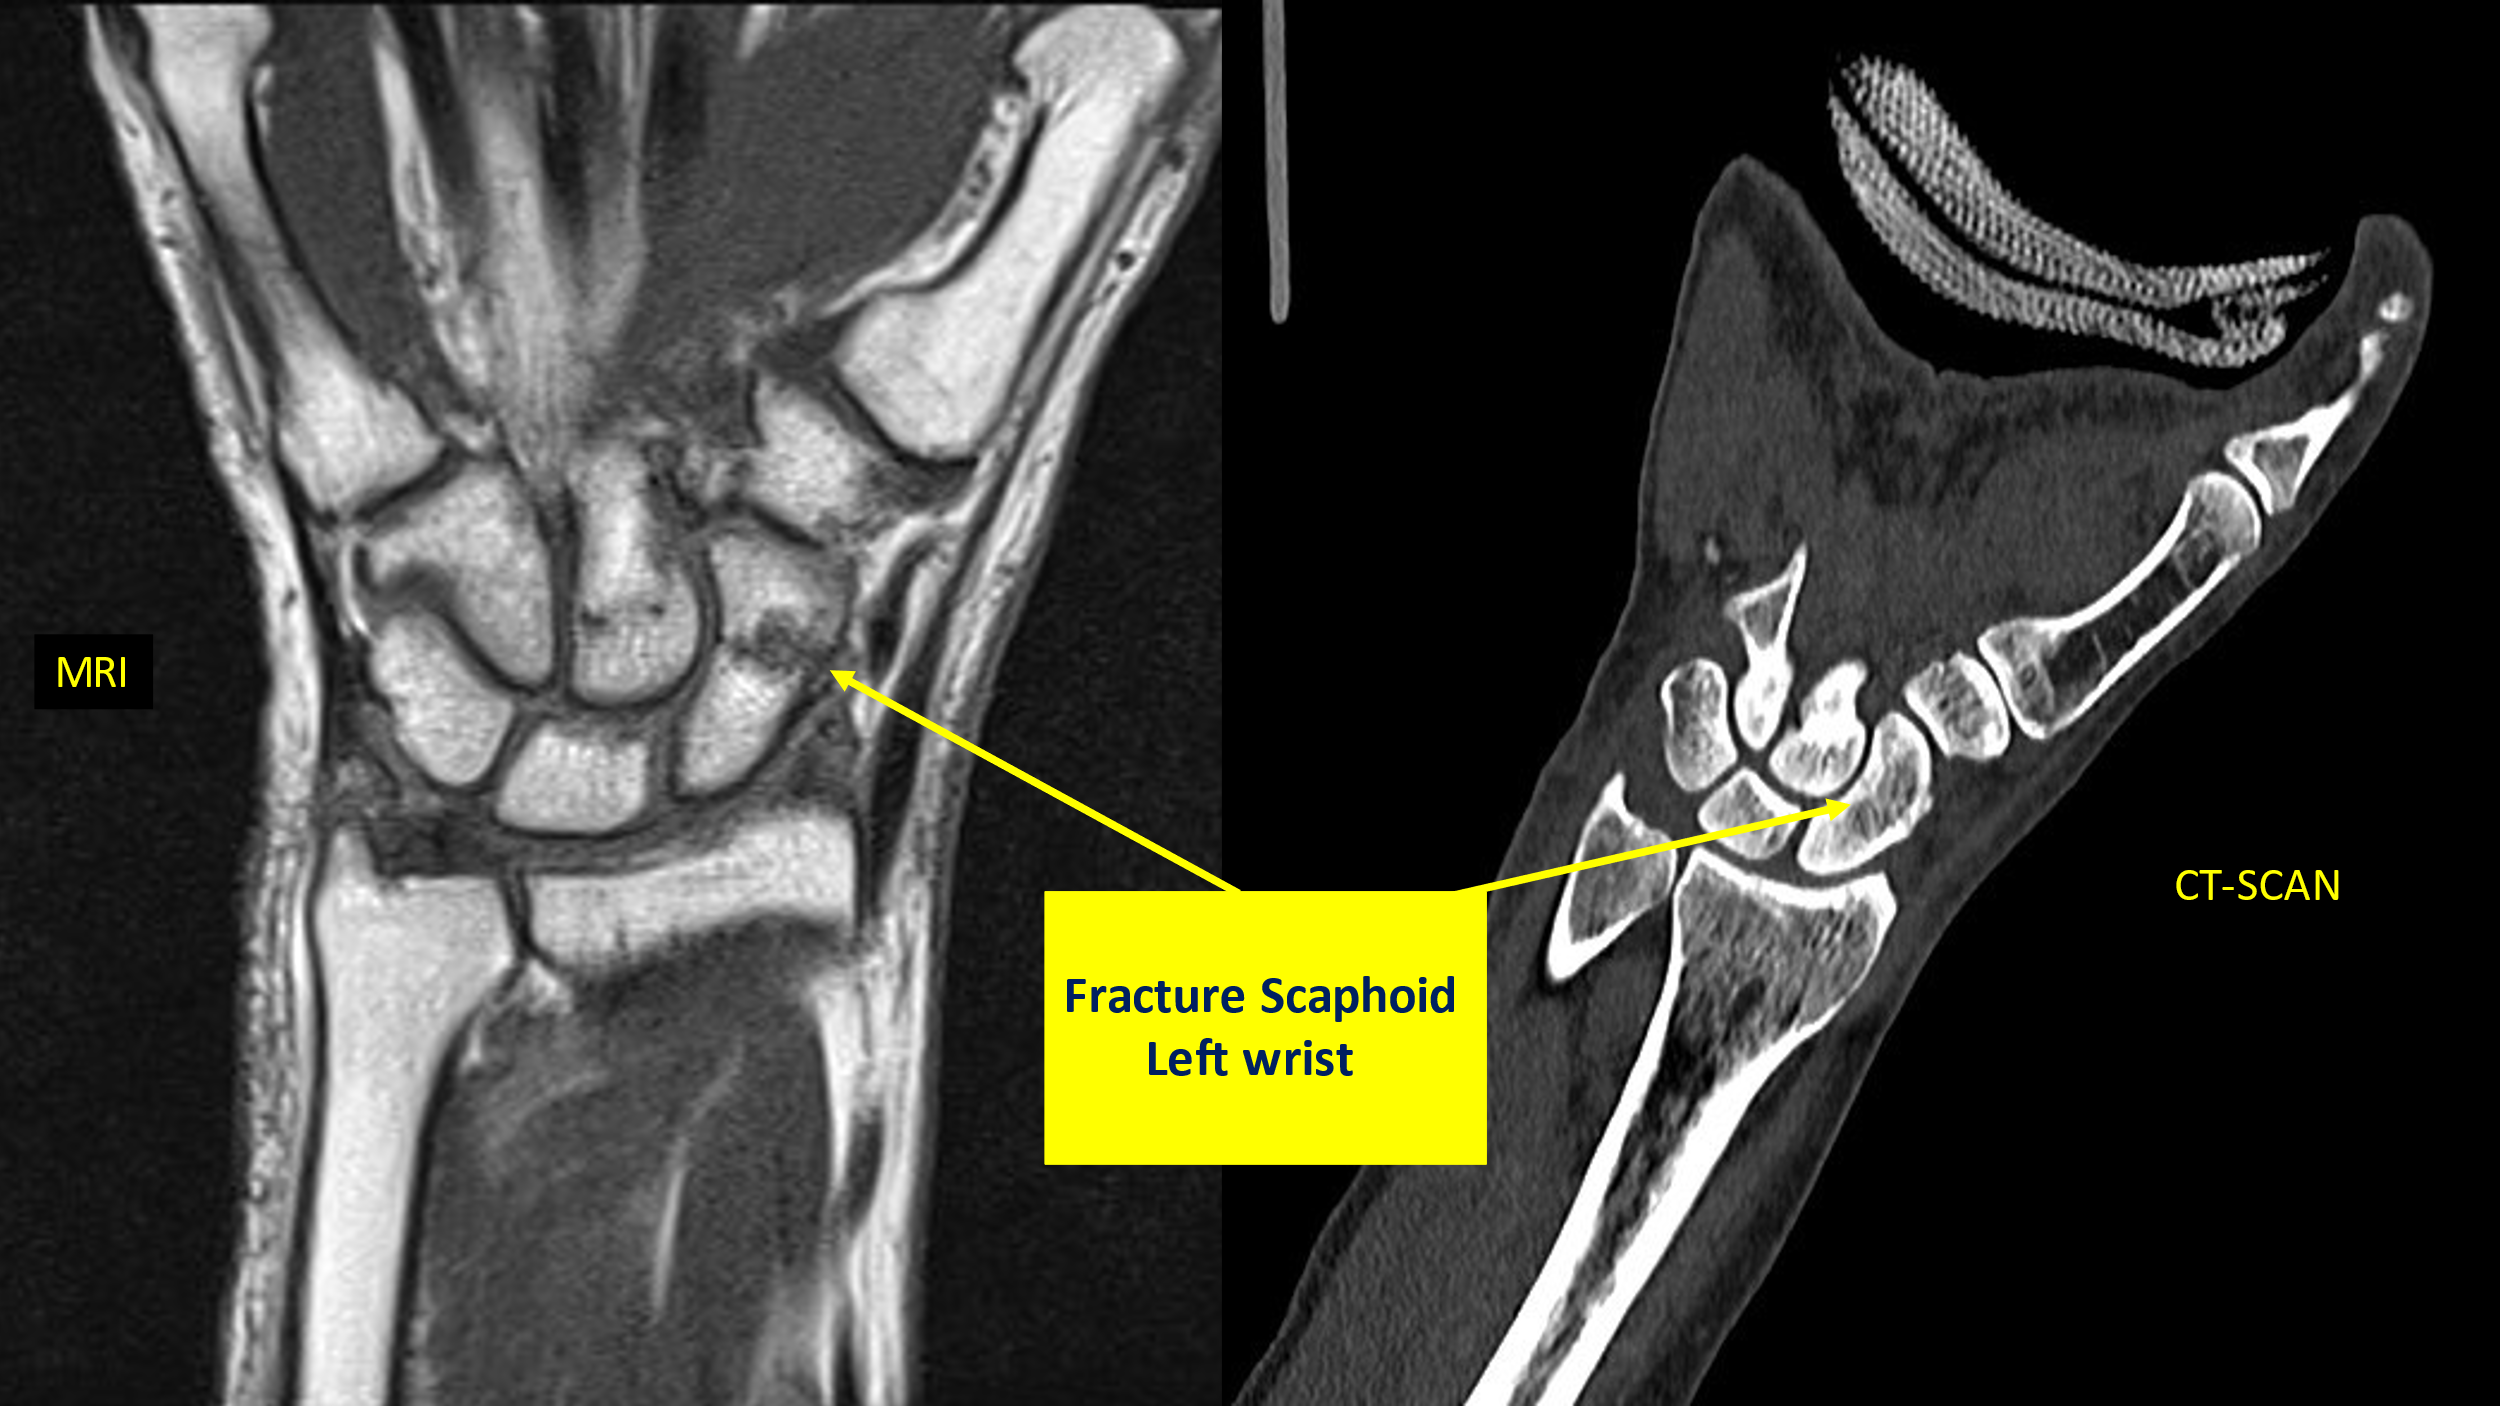 MRI
CT-SCAN
Fracture Scaphoid
Left wrist